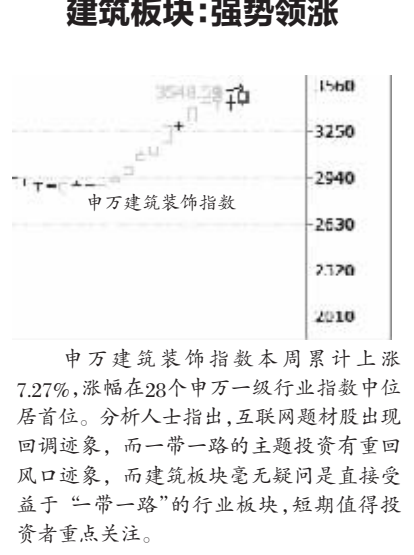 建筑板块:强势领涨
3548.59
3560
3250
2940
申万建筑装饰指数
2630
2320
2010
申万建筑装饰指数本周累计上涨
7.27%,涨幅在28个申万一级行业指数中位
居首位。分析人士指出,互联网题材股出现
回调迹象，而一带一路的主题投资有重回
风口迹象，而建筑板块毫无疑问是直接受
益于“一带一路”的行业板块,短期值得投
资者重点关注。